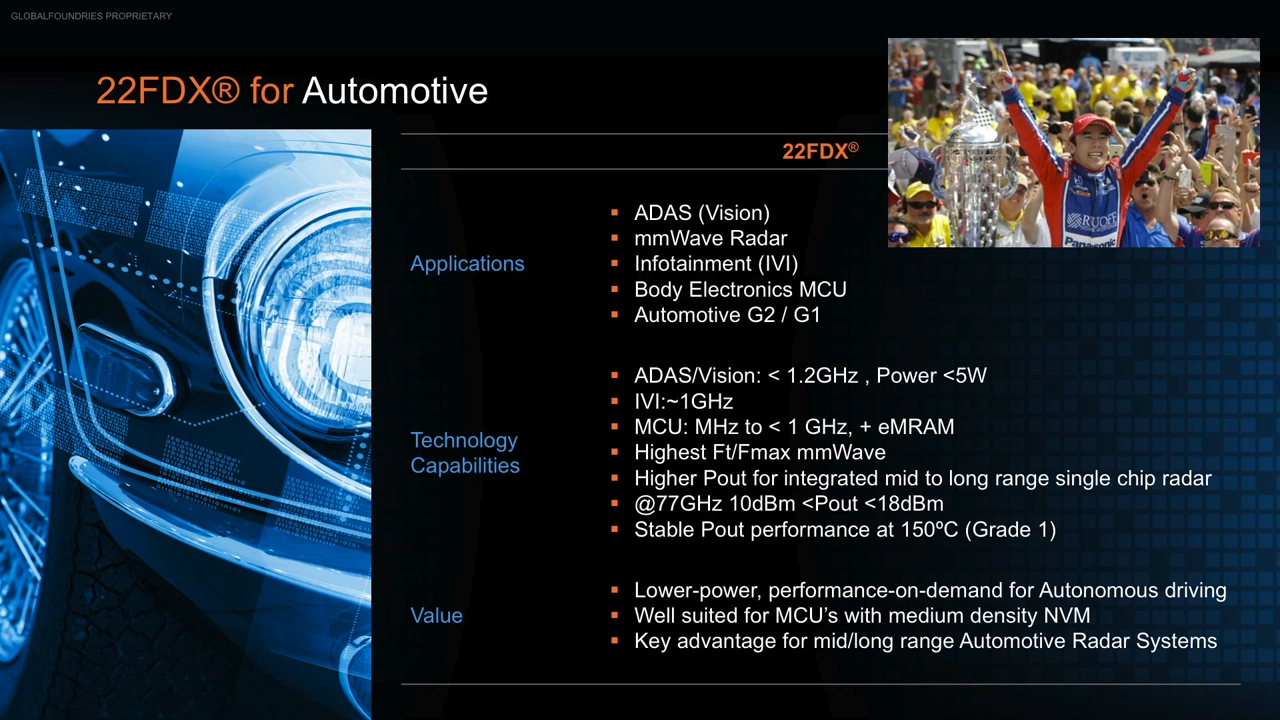 GLOBALFOUNDRIES PROPRIETARY
22FDX® for Automotive
22FDX®
Applications
▪ ADAS (Vision)
▪ mmWave Radar
▪ Infotainment (IVI)
▪ Body Electronics MCU
▪ Automotive G2 / G1
Technology
Capabilities
▪ ADAS/Vision: < 1.2GHz , Power <5W
▪ IVI:~1GHz
▪ MCU: MHz to < 1 GHz, + eMRAM
▪ Highest Ft/Fmax mmWave
▪ Higher Pout for integrated mid to long range single chip radar
▪ @77GHz 10dBm <Pout <18dBm
▪ Stable Pout performance at 150ºC (Grade 1)
Value
▪ Lower-power, performance-on-demand for Autonomous driving
▪ Well suited for MCU’s with medium density NVM
▪ Key advantage for mid/long range Automotive Radar Systems
RUOFF
Panasonic